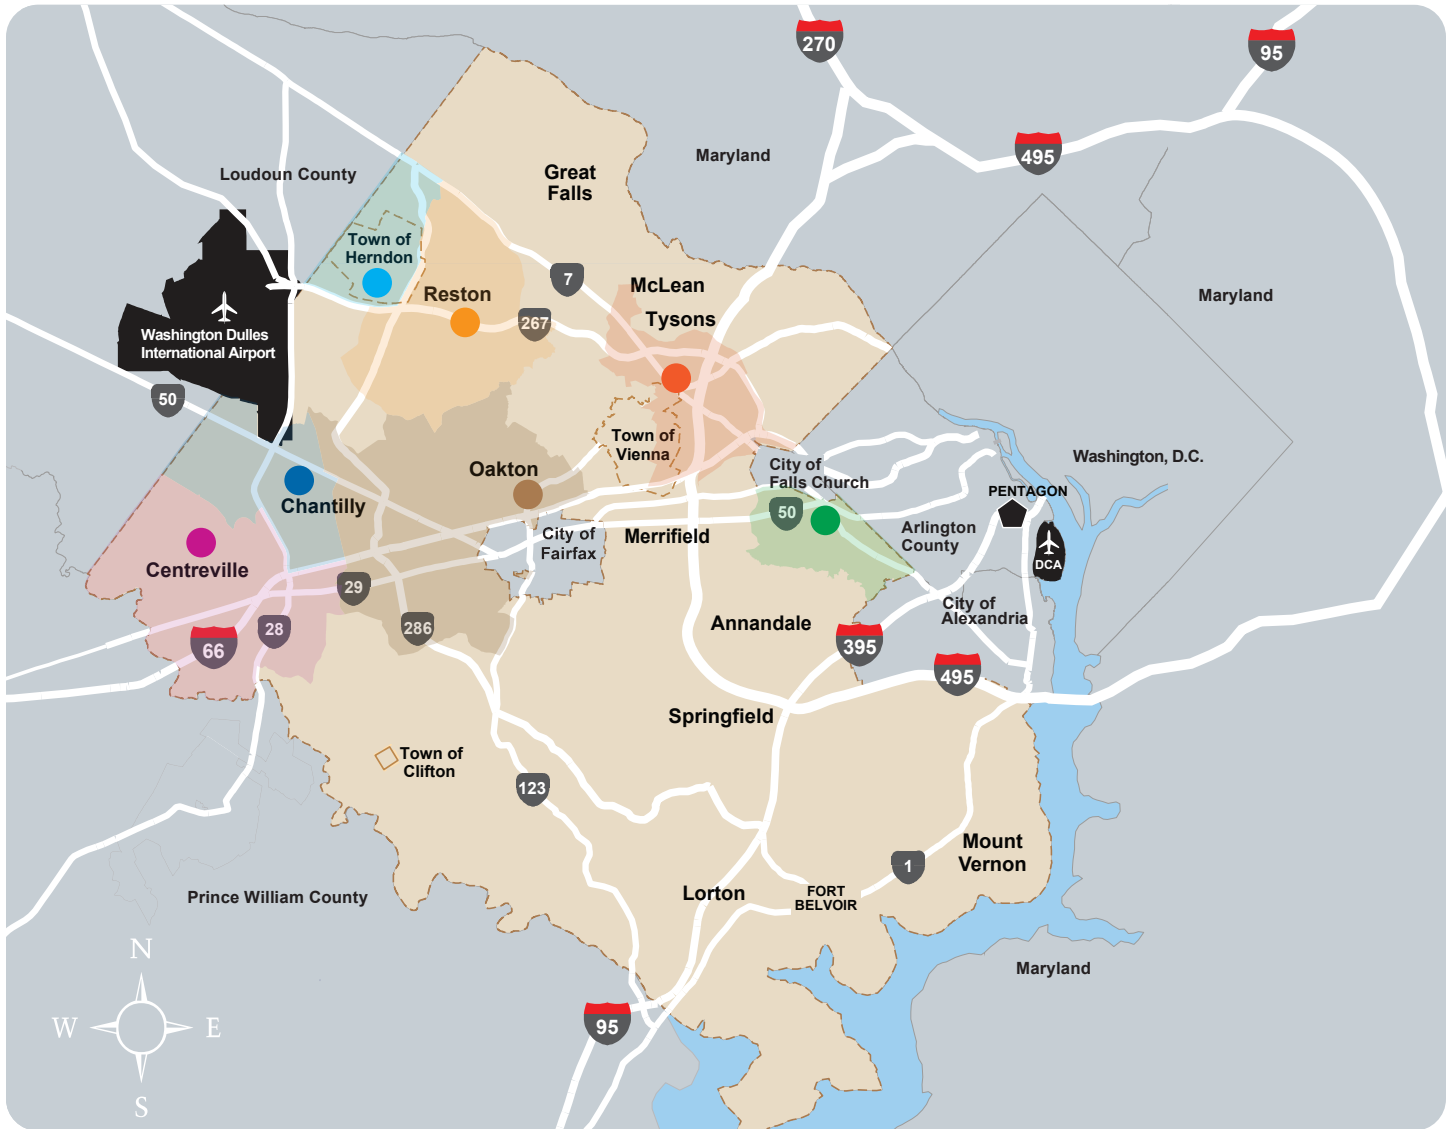 270
95
495
Maryland
Loudoun County
Great
Falls
Town of
Herndon
7
McLean
Reston
Maryland
Tysons
267
Washington Dulles
International Airport
50
Town of
Vienna
Oakton
City of
Falls Church
Washington, D.C.
Chantilly
50
PENTAGON
City of
Fairfax
Merrifield
Arlington
County
Centreville
DCA
29
City of
Alexandria
Annandale
286
28
66
395
495
Springfield
Town of
Clifton
123
Mount
Vernon
1
Lorton
FORT
BELVOIR
Prince William County
Maryland
N
W
E
S
95